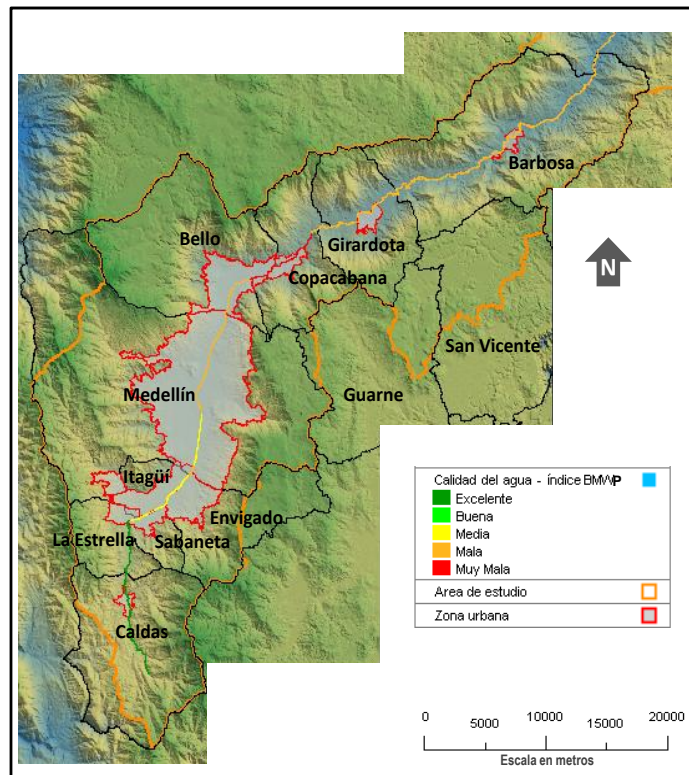 Barbosa
Bello
Girardota
N
Copacabana
San Vicente
Medellín
Guarne
Itagüí
Envigado
La Estrella
Sabaneta
Caldas
Calidad del agua - índice BMWP
Excelente
Buena
Media
Mala
Muy Mala
Area de estudio
Zona urbana
0 10000 20000
5000 15000
Escala en metros